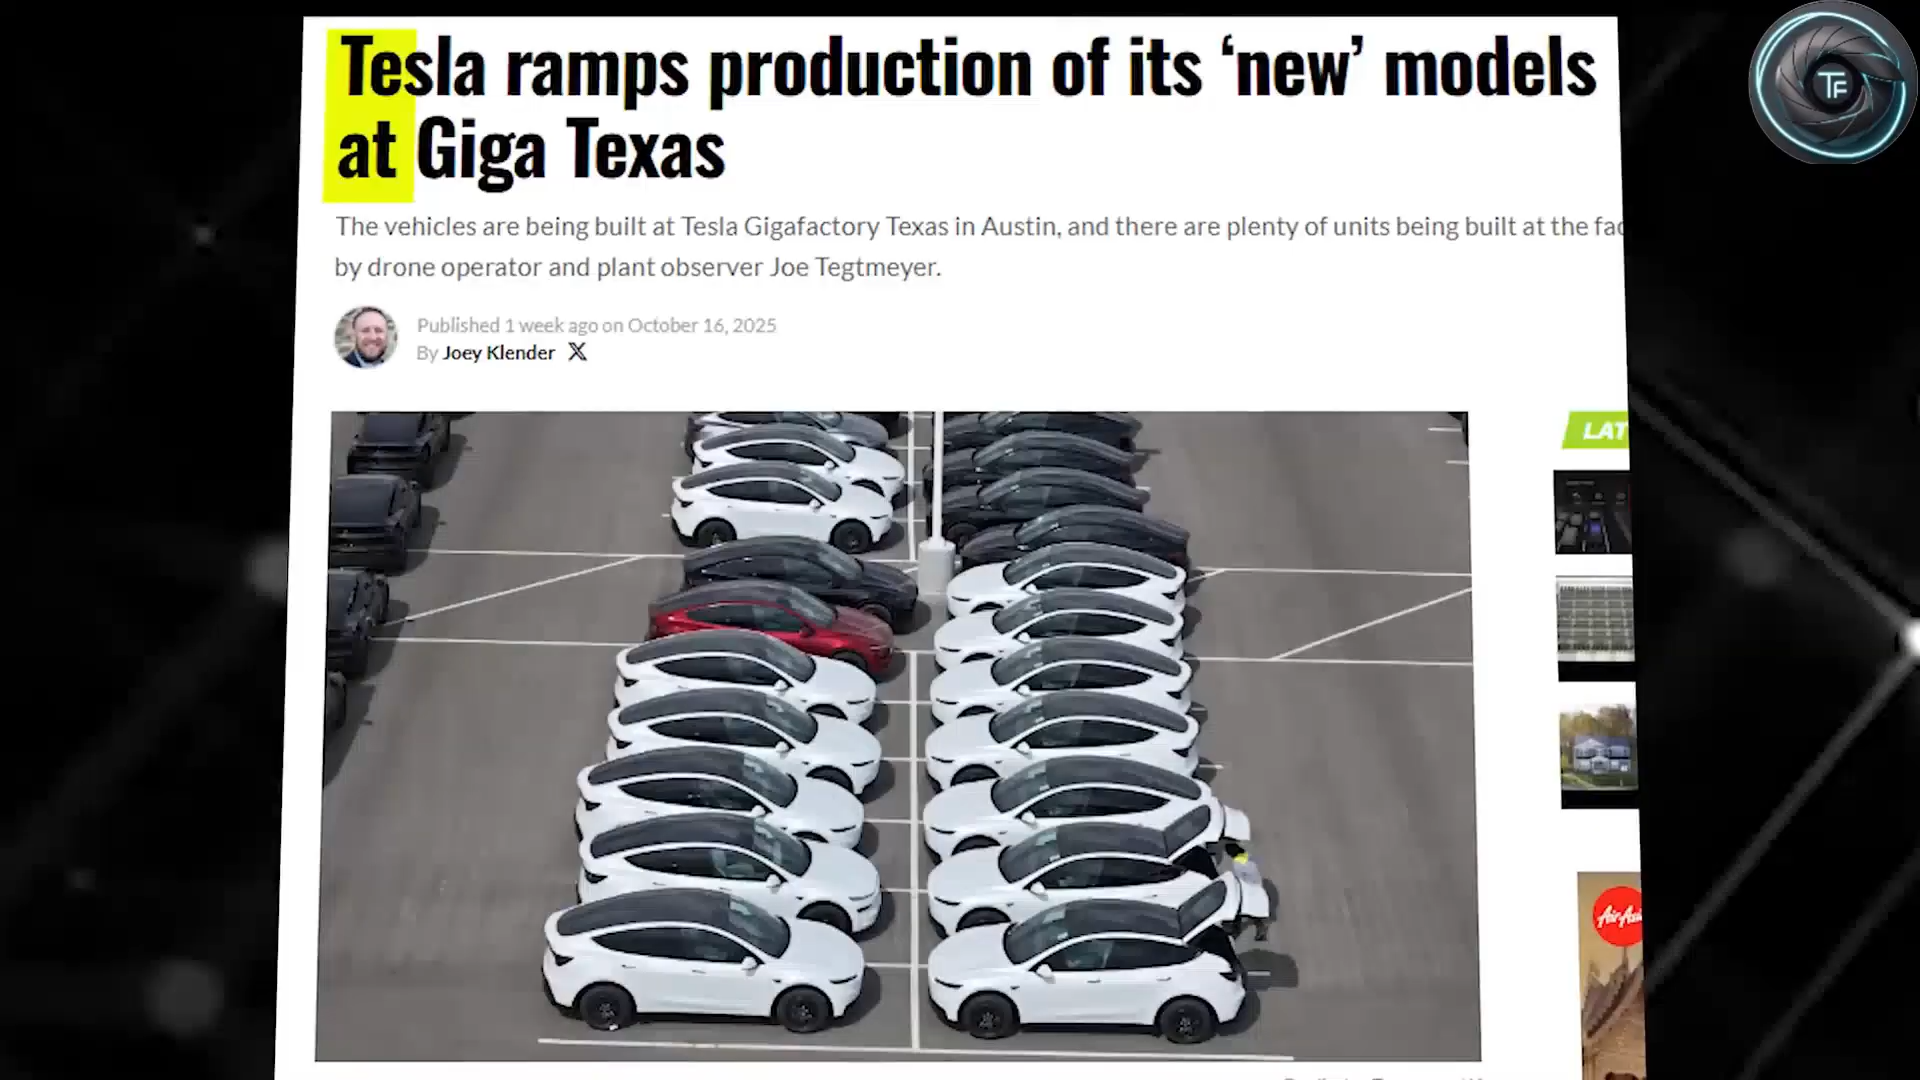 Tesla ramps production of its ‘new’ models
at Giga Texas
The vehicles are being built at Tesla Gigafactory Texas in Austin, and there are plenty of units being built at the
by drone operator and plant observer Joe Tegtmeyer.
Published 1 week ago on October 16, 2025
By Joey Klender X
TF
LAT